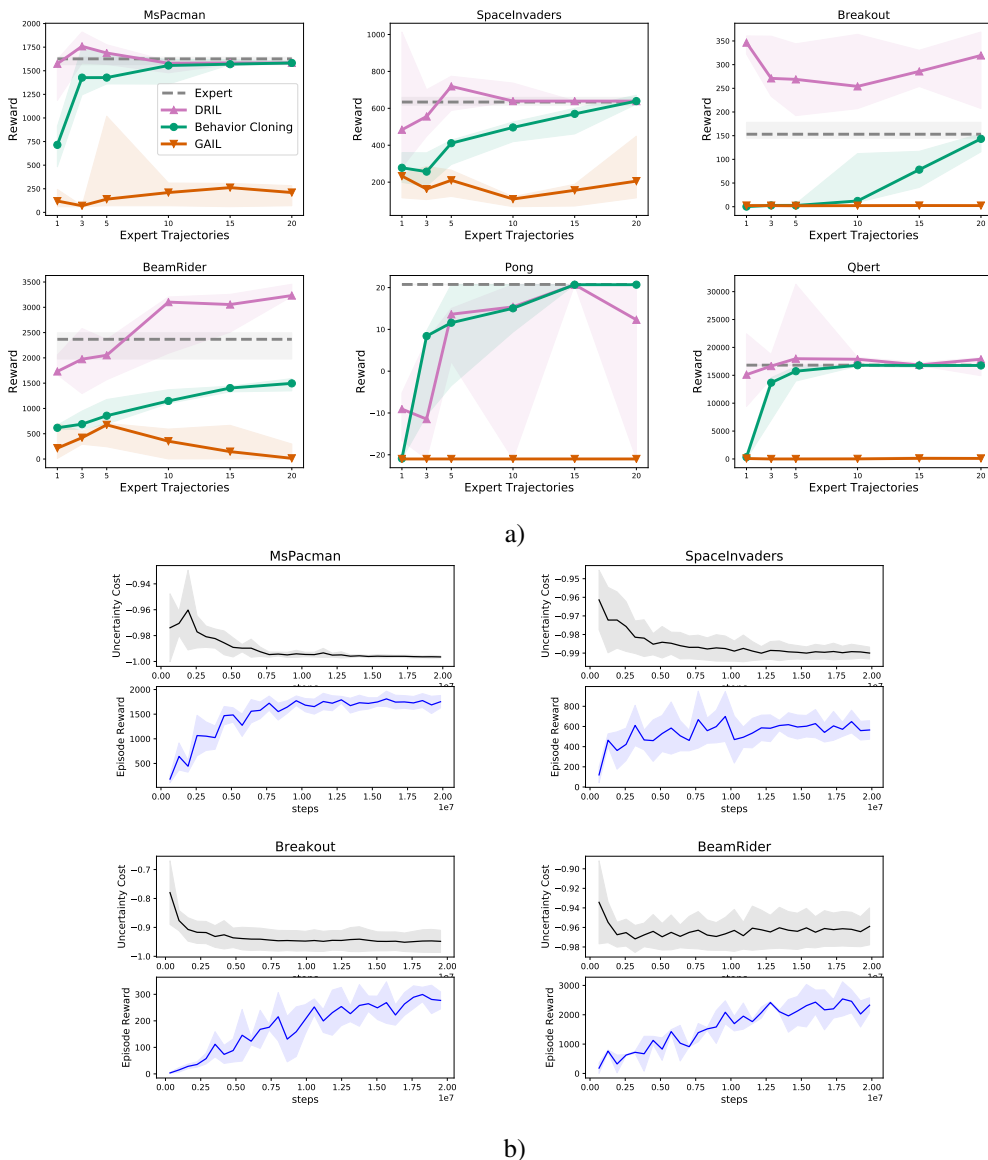 MsPacman
2000
1750
1500
1250
1000
750
500
250
0
Reward
Expert
DRIL
Behavior Cloning
GAIL
1 3 5 10 15 20
Expert Trajectories
SpaceInvaders
1000
800
600
400
200
Reward
1 3 5 10 15 20
Expert Trajectories
Breakout
350
300
250
200
150
100
50
0
Reward
1 3 5 10 15 20
Expert Trajectories
BeamRider
3500
3000
2500
2000
1500
1000
500
0
Reward
1 3 5 10 15 20
Expert Trajectories
Pong
20
10
0
−10
−20
Reward
1 3 5 10 15 20
Expert Trajectories
Qbert
30000
25000
20000
15000
10000
5000
0
Reward
1 3 5 10 15 20
Expert Trajectories
a)
MsPacman
−0.94
−0.96
−0.98
−1.00
Uncertainty Cost
0.00 0.25 0.50 0.75 1.00 1.25 1.50 1.75 2.00
steps
1e7
2000
1500
1000
500
Episode Reward
0.00 0.25 0.50 0.75 1.00 1.25 1.50 1.75 2.00
steps
1e7
SpaceInvaders
−0.95
−0.96
−0.97
−0.98
−0.99
Uncertainty Cost
0.00 0.25 0.50 0.75 1.00 1.25 1.50 1.75 2.00
steps
1e7
800
600
400
200
0
Episode Reward
0.00 0.25 0.50 0.75 1.00 1.25 1.50 1.75 2.00
steps
1e7
Breakout
−0.7
−0.8
−0.9
−1.0
Uncertainty Cost
0.00 0.25 0.50 0.75 1.00 1.25 1.50 1.75 2.00
steps
1e7
300
200
100
0
Episode Reward
0.00 0.25 0.50 0.75 1.00 1.25 1.50 1.75 2.00
steps
1e7
BeamRider
−0.90
−0.92
−0.94
−0.96
−0.98
Uncertainty Cost
0.00 0.25 0.50 0.75 1.00 1.25 1.50 1.75 2.00
steps
1e7
3000
2000
1000
0
Episode Reward
0.00 0.25 0.50 0.75 1.00 1.25 1.50 1.75 2.00
steps
1e7
b)